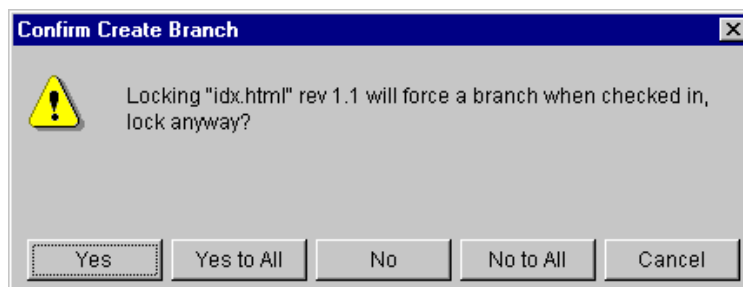 Confirm Create Branch
Locking "idx.html" rev 1.1 will force a branch when checked in,
lock anyway?
Yes Yes to All No No to All Cancel